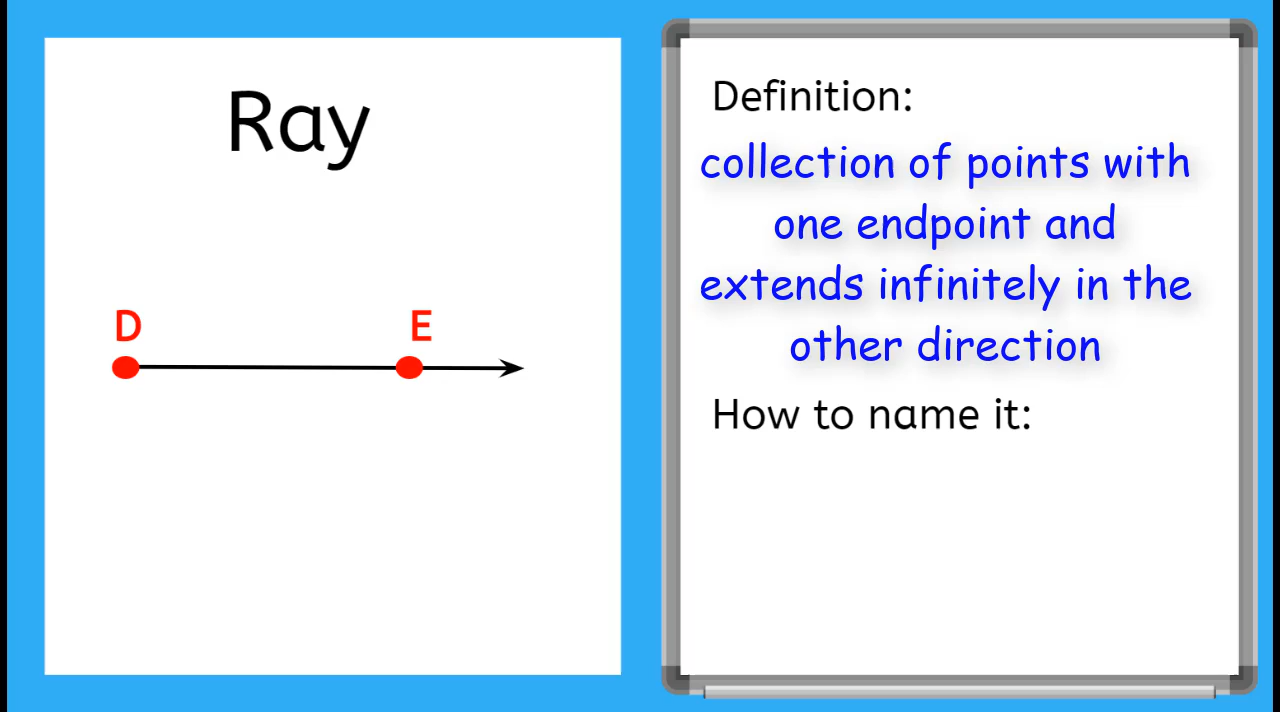 Ray
D E
Definition:
collection of points with
one endpoint and
extends infinitely in the
other direction
How to name it: